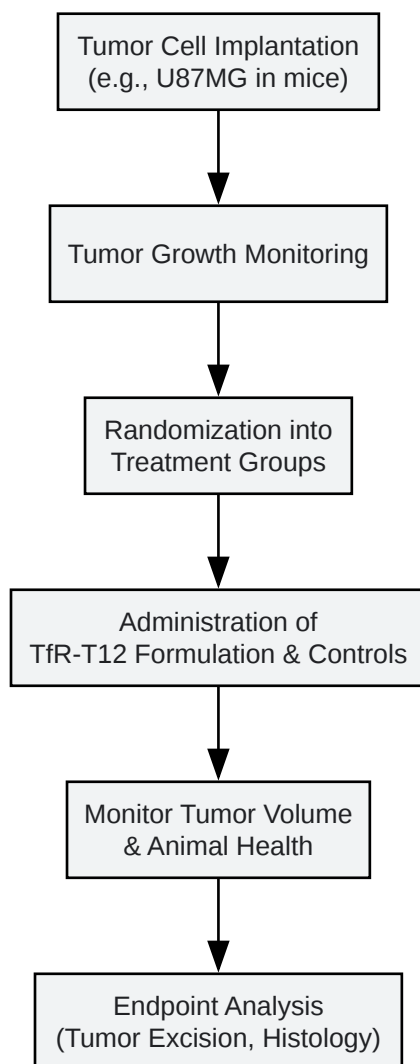 Tumor Cell Implantation
(e.g., U87MG in mice)
Tumor Growth Monitoring
Randomization into
Treatment Groups
Administration of
TfR-T12 Formulation & Controls
Monitor Tumor Volume
& Animal Health
Endpoint Analysis
(Tumor Excision, Histology)